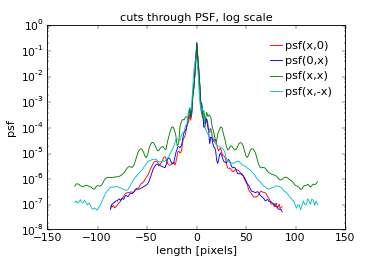 cuts through PSF, log scale
10^0
10^-1
10^-2
10^-3
10^-4
10^-5
10^-6
10^-7
10^-8
psf
psf(x,0)
psf(0,x)
psf(x,x)
psf(x,-x)
−150 −100 −50 0 50 100 150
length [pixels]